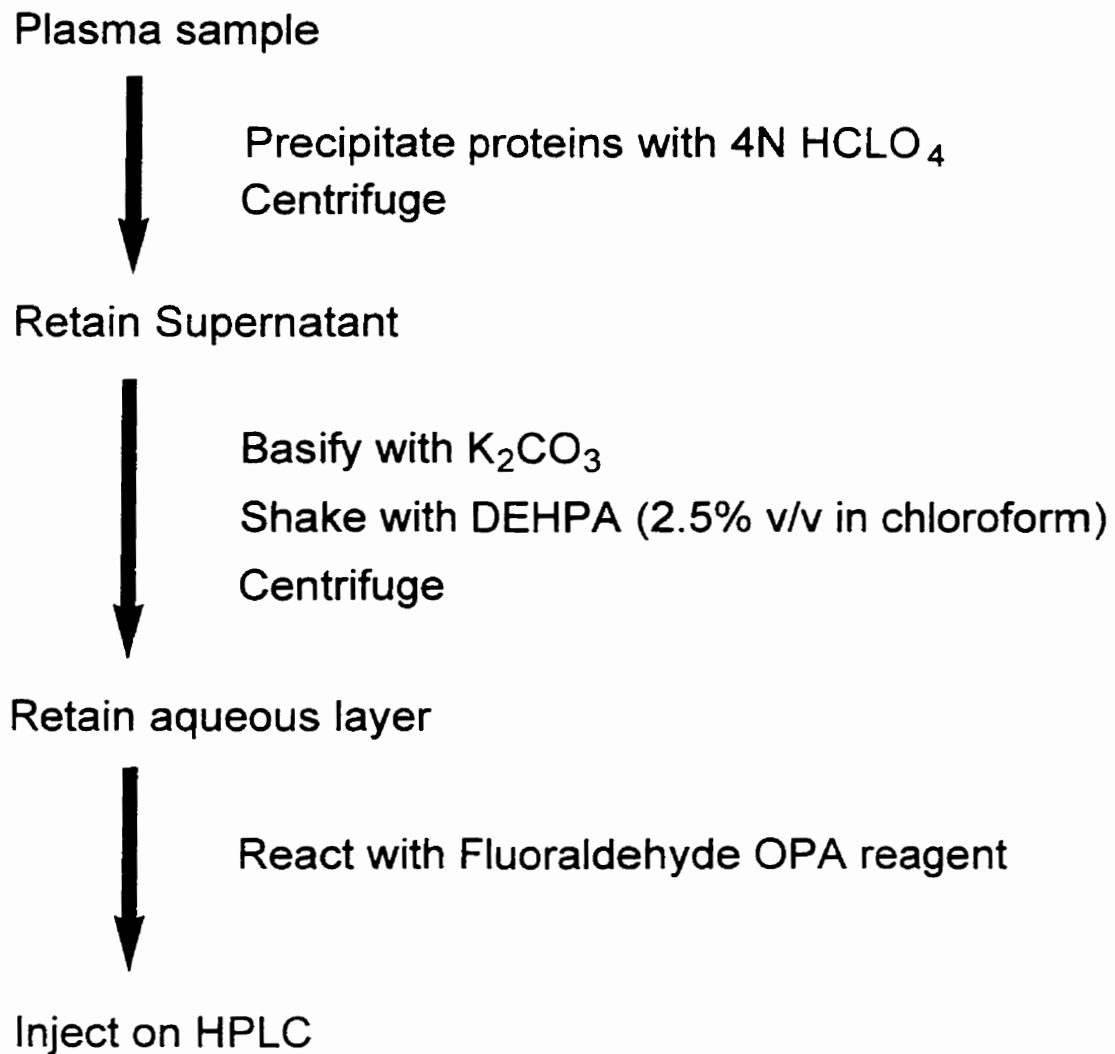 Plasma sample
Precipitate proteins with 4N HCLO₄
Centrifuge
Retain Supernatant
Basify with K₂CO₃
Shake with DEHPA (2.5% v/v in chloroform)
Centrifuge
Retain aqueous layer
React with Fluoraldehyde OPA reagent
Inject on HPLC